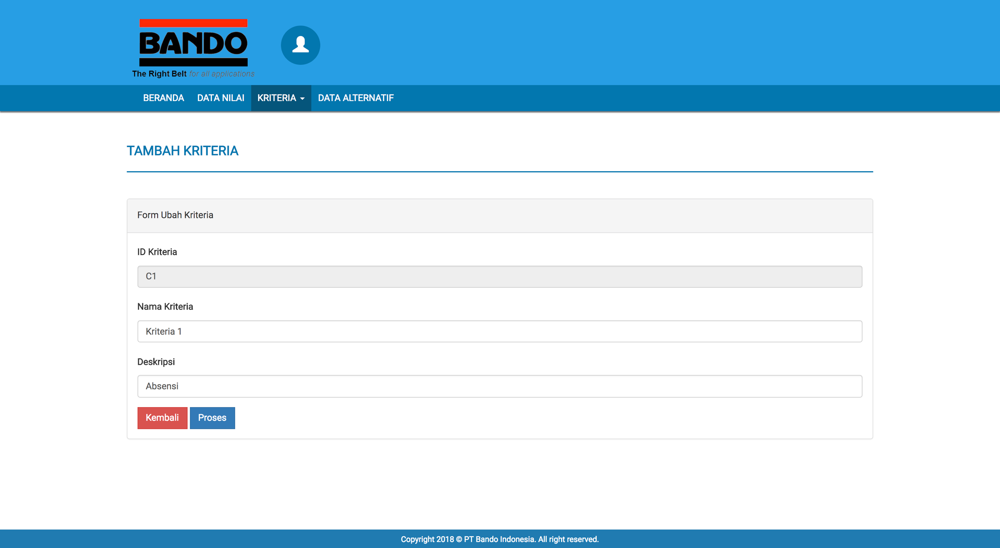 BANDO
The Right Belt for all applications
BERANDA DATA NILAI KRITERIA DATA ALTERNATIF
TAMBAH KRITERIA
Form Ubah Kriteria
ID Kriteria
C1
Nama Kriteria
Kriteria 1
Deskripsi
Absensi
Kembali Proses
Copyright 2018 © PT Bando Indonesia. All right reserved.